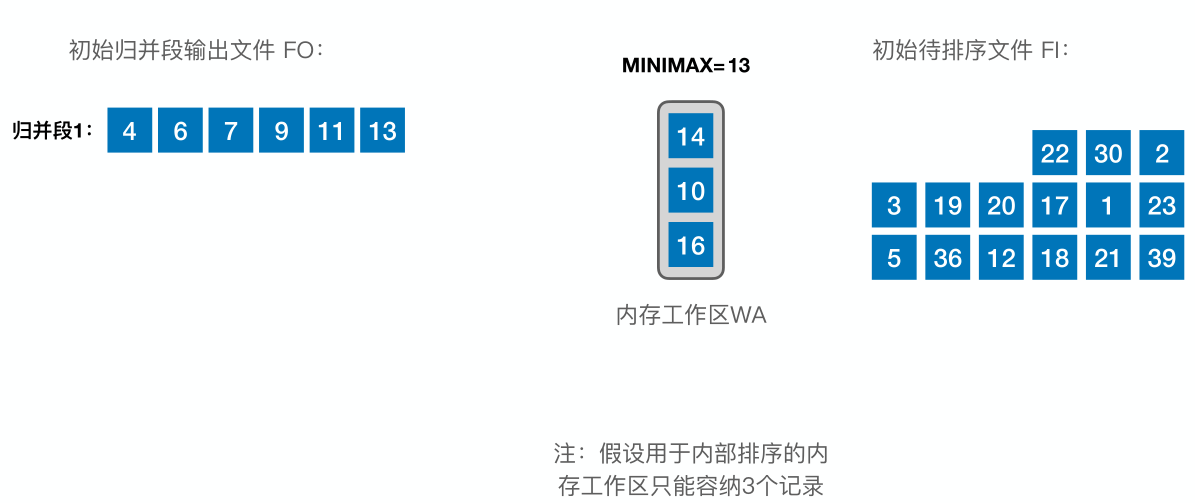 初始归并段输出文件 FO:
归并段1: 4 6 7 9 11 13
MINIMAX=13
14
10
16
内存工作区WA
初始待排序文件 FI:
22 30 2
3 19 20 17 1 23
5 36 12 18 21 39
注：假设用于内部排序的内
存工作区只能容纳3个记录